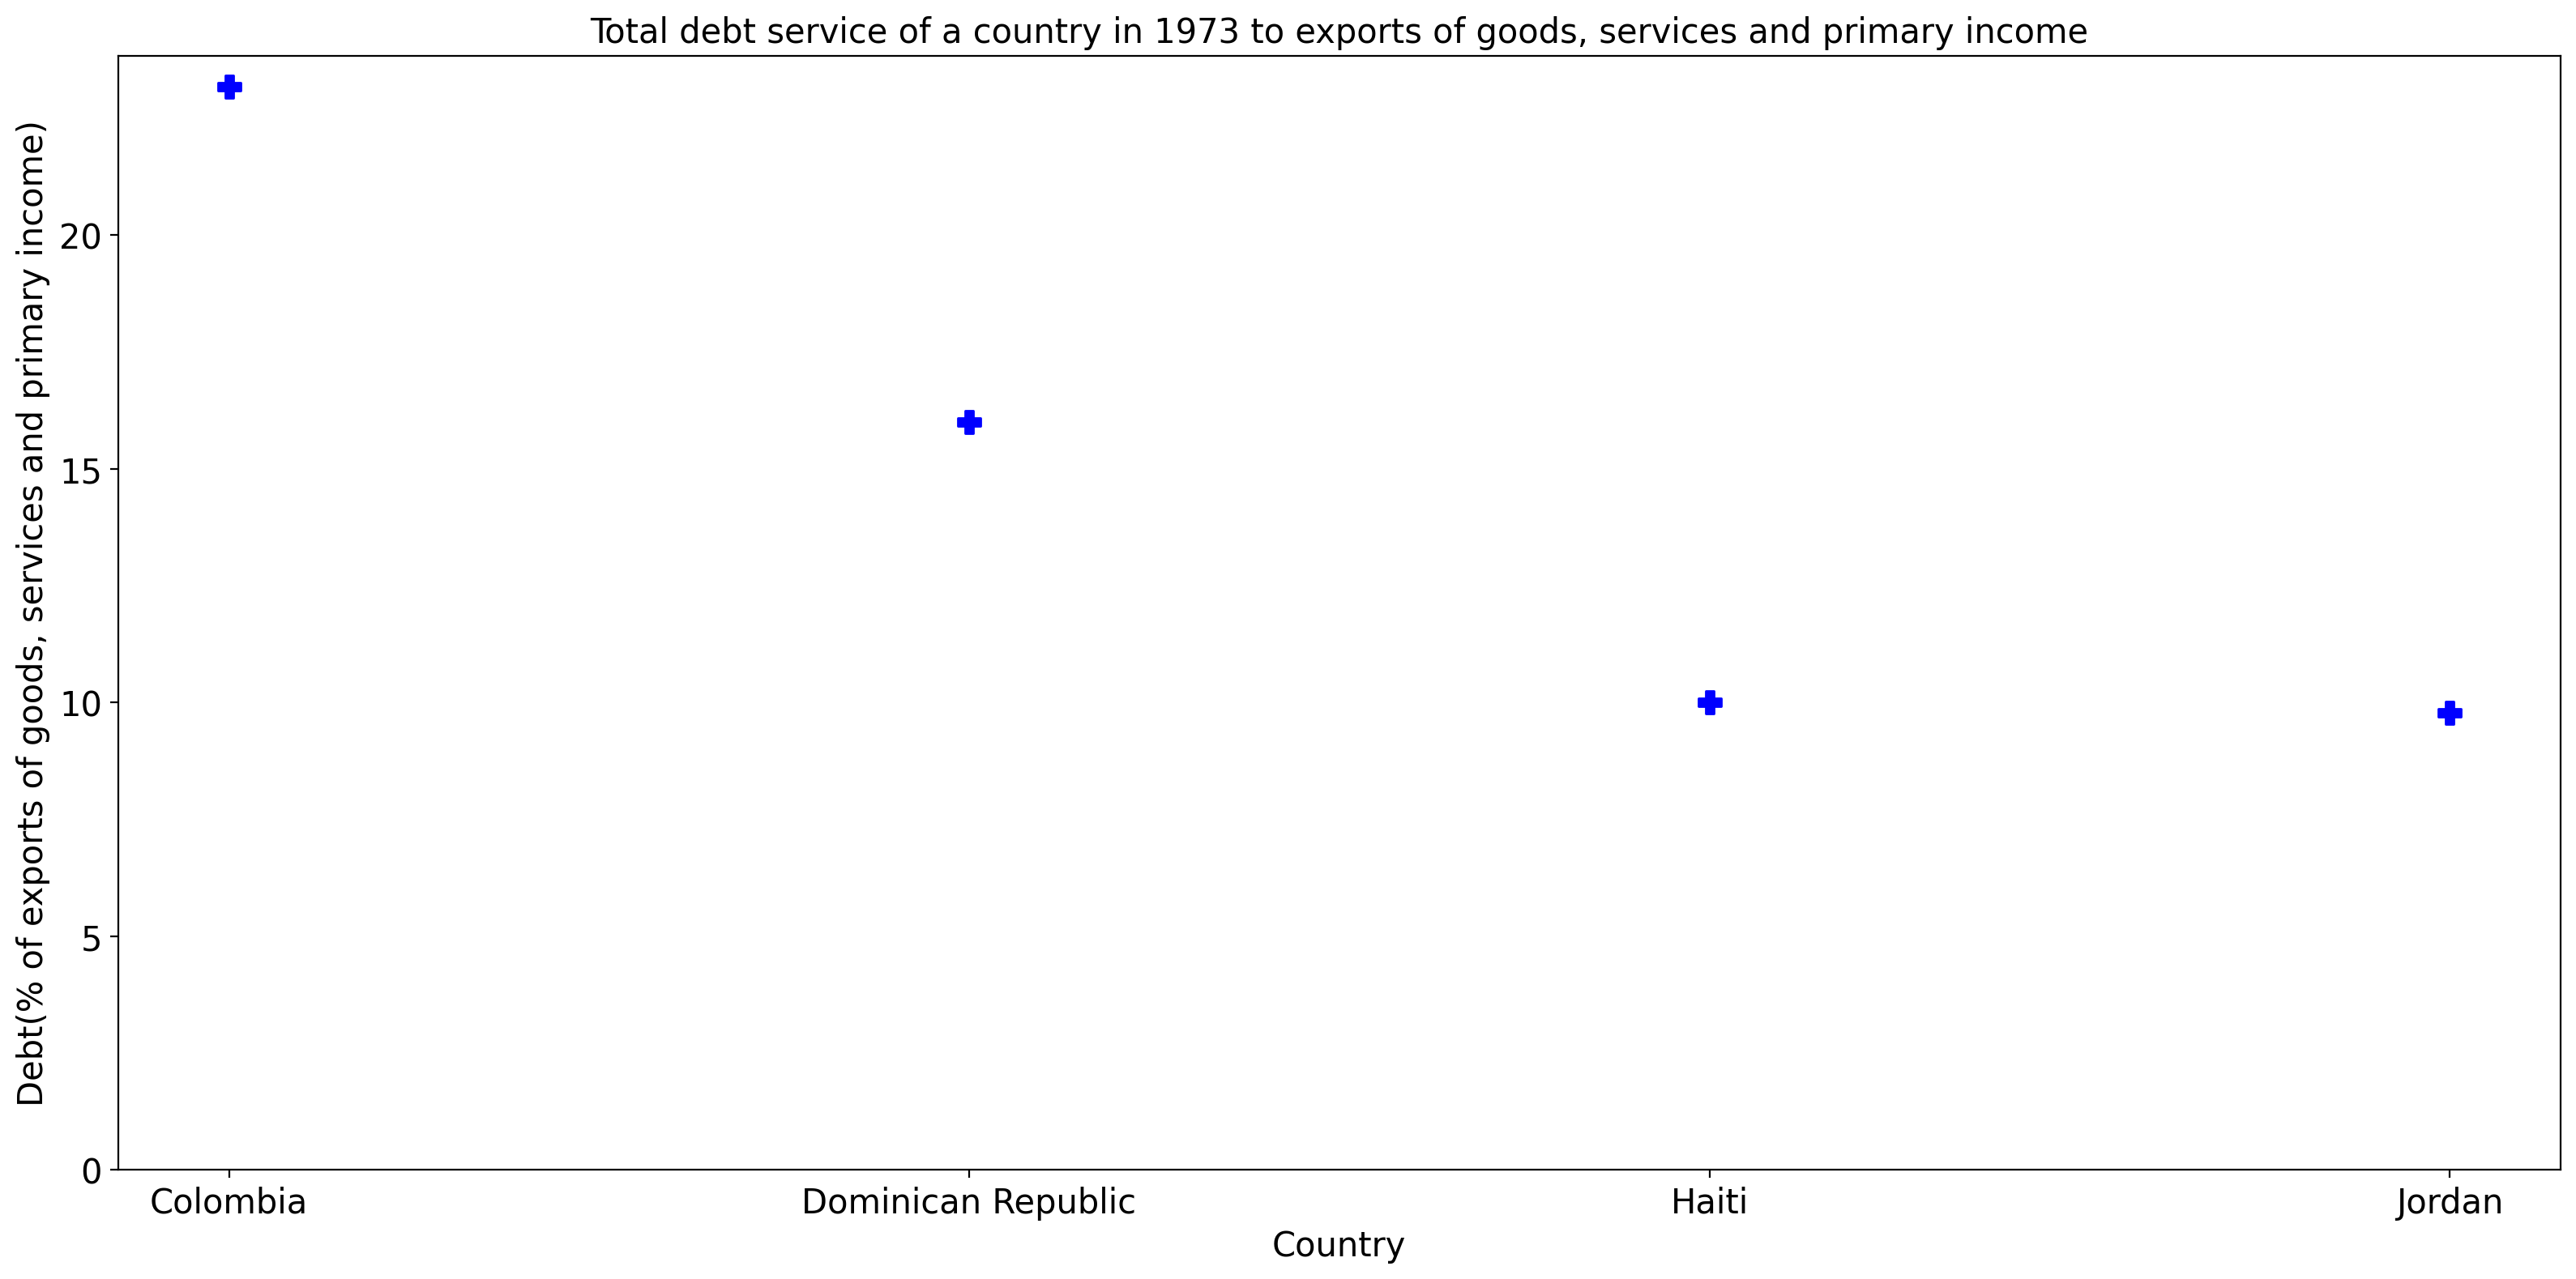 Total debt service of a country in 1973 to exports of goods, services and primary income
Debt(% of exports of goods, services and primary income)
20
15
10
5
0
Colombia Dominican Republic Haiti Jordan
Country